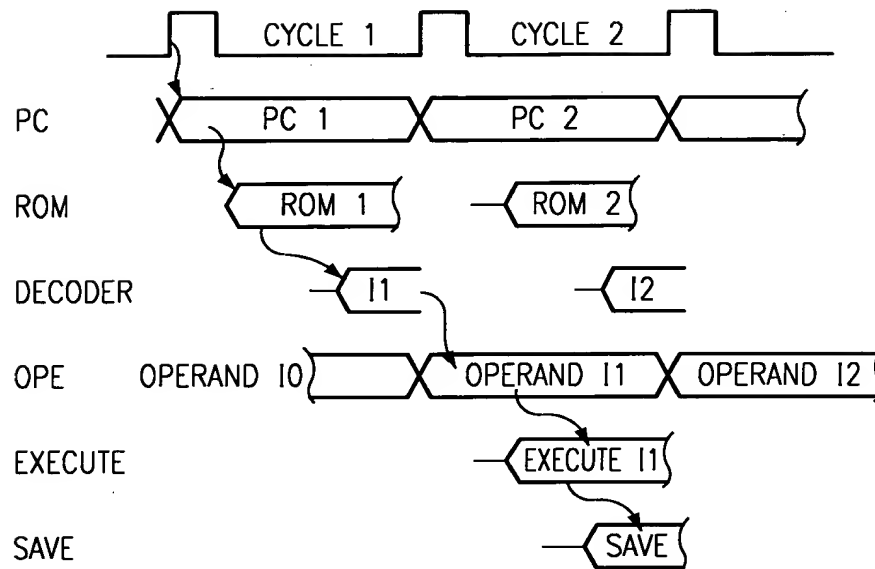 CYCLE 1 CYCLE 2
PC PC 1 PC 2
ROM ROM 1 ROM 2
DECODER I1 I2
OPE OPERAND I0 OPERAND I1 OPERAND I2
EXECUTE EXECUTE I1
SAVE SAVE